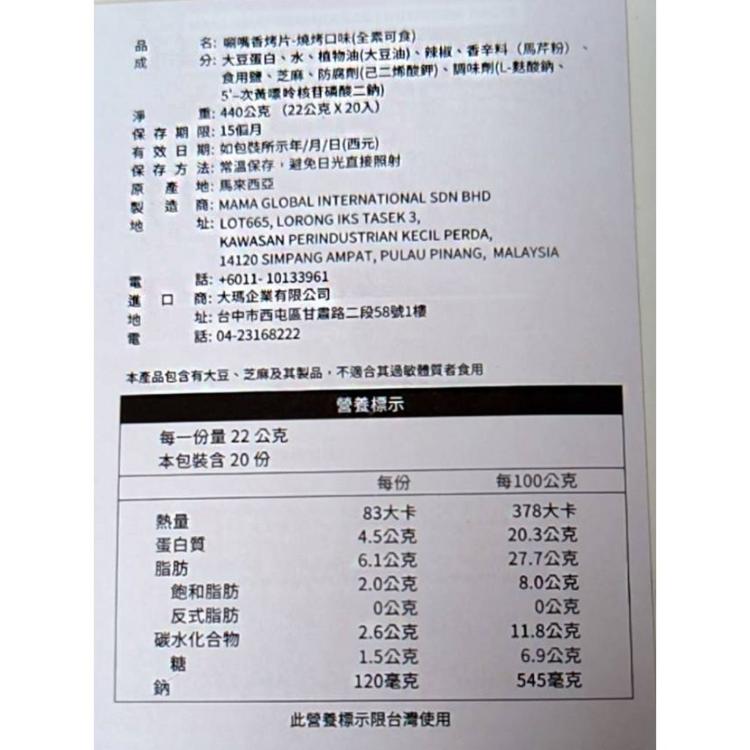 品名: 唰嘴香烤片-燒烤口味(全素可食)
成分: 大豆蛋白、水、植物油(大豆油)、辣椒、香辛料(馬芹粉)、
食用鹽、芝麻、防腐劑(己二烯酸鉀)、調味劑(L-麩酸鈉、
5'–次黃嘌呤核苷磷酸二鈉)
淨重: 440公克 (22公克X20入)
保存期限: 15個月
有效日期: 如包裝所示年/月/日(西元)
保存方法: 常溫保存，避免日光直接照射
原產地: 馬來西亞
製造商: MAMA GLOBAL INTERNATIONAL SDN BHD
地址: LOT665, LORONG IKS TASEK 3,
KAWASAN PERINDUSTRIAN KECIL PERDA,
14120 SIMPANG AMPAT, PULAU PINANG, MALAYSIA
電話: +6011- 10133961
進口商: 大瑪企業有限公司
地址: 台中市西屯區甘肅路二段58號1樓
電話: 04-23168222
本產品包含有大豆、芝麻及其製品，不適合其過敏體質者食用
營養標示
每一份量 22 公克
本包裝含 20 份
每份 每100公克
熱量 83大卡 378大卡
蛋白質 4.5公克 20.3公克
脂肪 6.1公克 27.7公克
飽和脂肪 2.0公克 8.0公克
反式脂肪 0公克 0公克
碳水化合物 2.6公克 11.8公克
糖 1.5公克 6.9公克
鈉 120毫克 545毫克
此營養標示限台灣使用